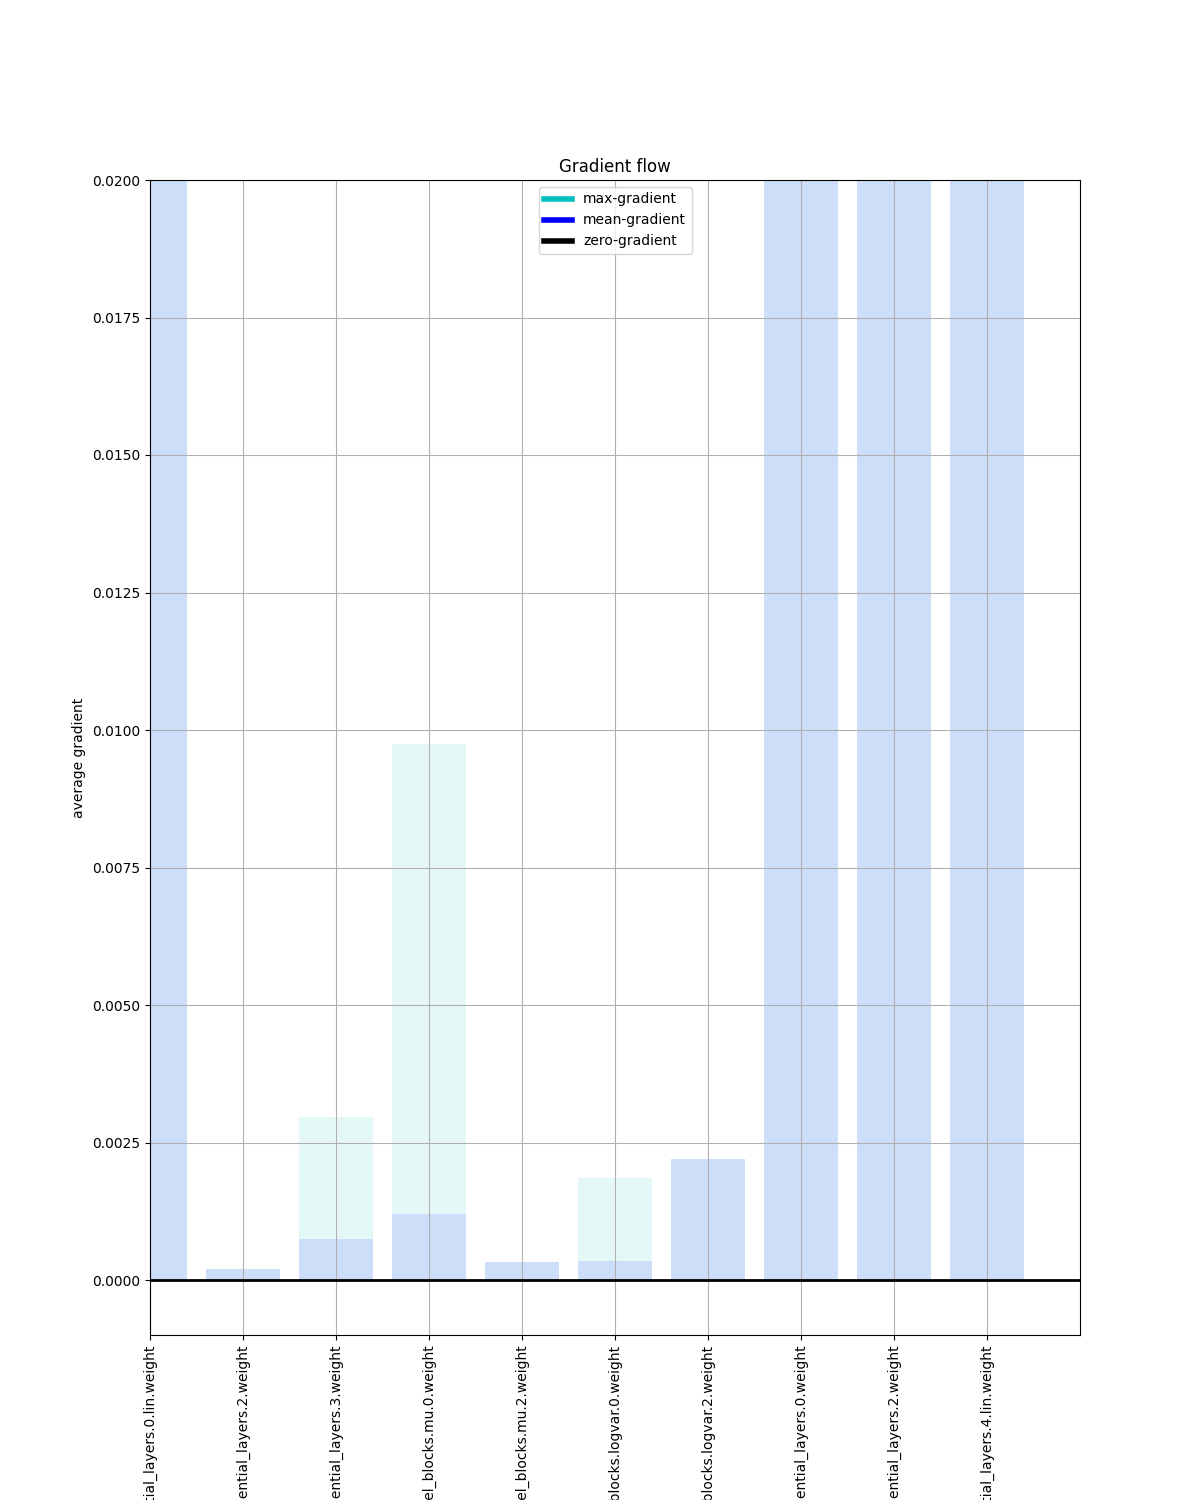 Gradient flow
max-gradient
mean-gradient
zero-gradient
average gradient
0.0200
0.0175
0.0150
0.0125
0.0100
0.0075
0.0050
0.0025
0.0000
tial_layers.0.lin.weight
ential_layers.2.weight
ential_layers.3.weight
el_blocks.mu.0.weight
el_blocks.mu.2.weight
blocks.logvar.0.weight
blocks.logvar.2.weight
ential_layers.0.weight
ential_layers.2.weight
tial_layers.4.lin.weight